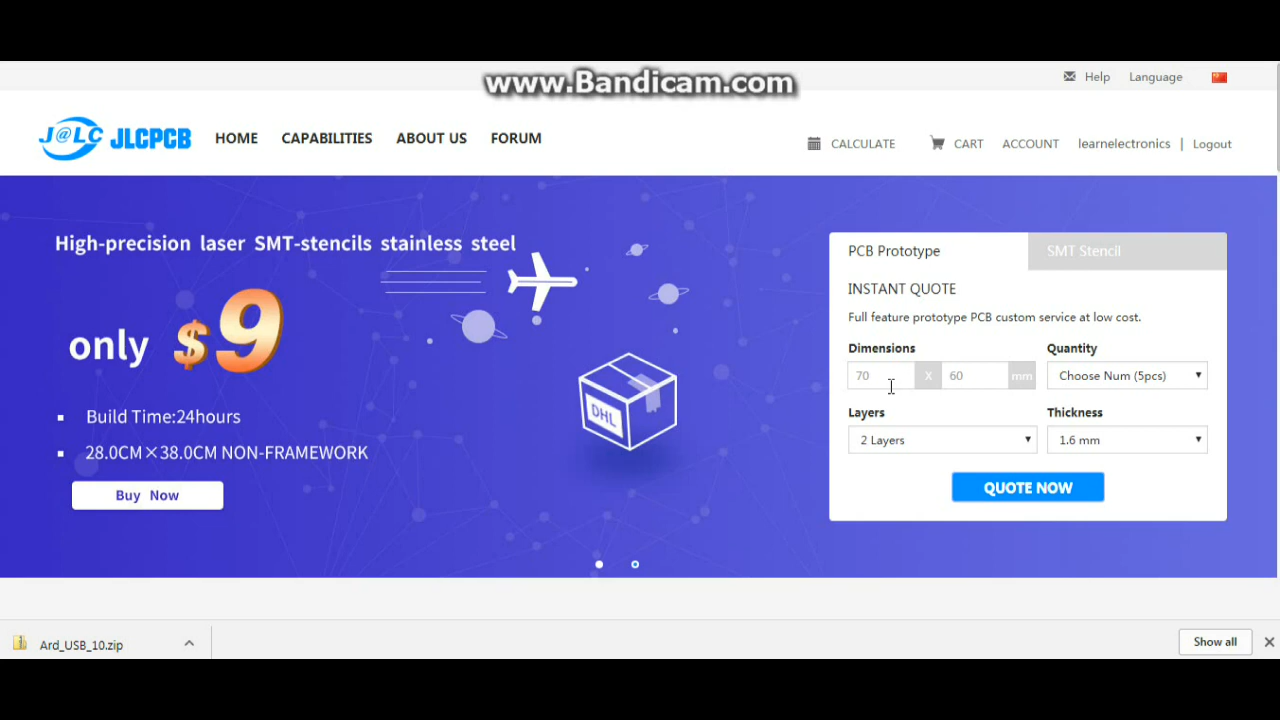 www.Bandicam.com
Help Language
J@LC JLCPCB HOME CAPABILITIES ABOUT US FORUM CALCULATE CART ACCOUNT learnelectronics | Logout
High-precision laser SMT-stencils stainless steel
only $9
Build Time:24hours
28.0CM×38.0CM NON-FRAMEWORK
Buy Now
DHL
PCB Prototype SMT Stencil
INSTANT QUOTE
Full feature prototype PCB custom service at low cost.
Dimensions Quantity
70 X 60 mm Choose Num (5pcs)
Layers Thickness
2 Layers 1.6 mm
QUOTE NOW
Ard_USB_10.zip Show all